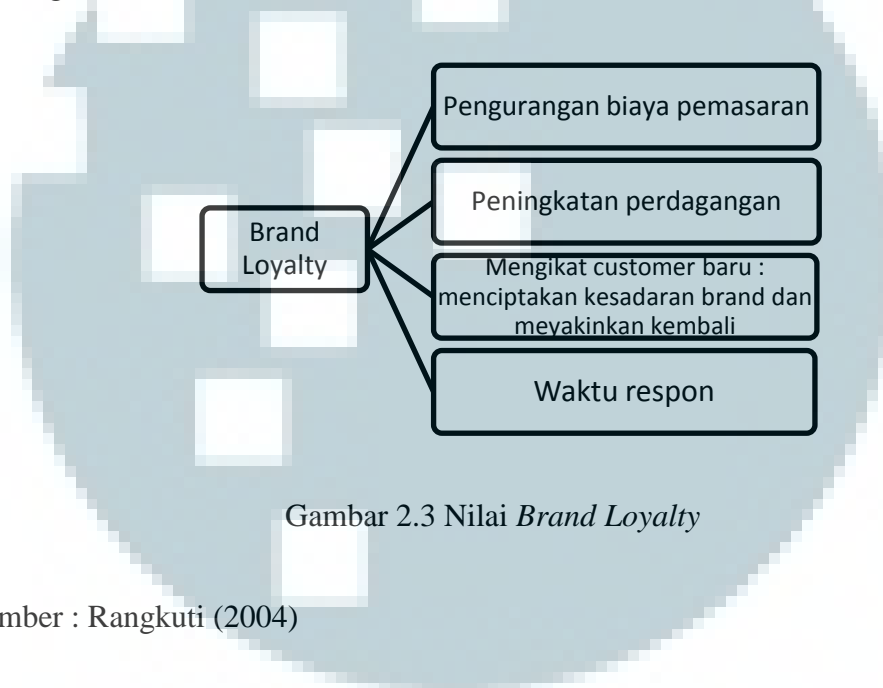 Pengurangan biaya pemasaran
Peningkatan perdagangan
Brand
Loyalty
Mengikat customer baru :
menciptakan kesadaran brand dan
meyakinkan kembali
Waktu respon
Gambar 2.3 Nilai Brand Loyalty
mber : Rangkuti (2004)